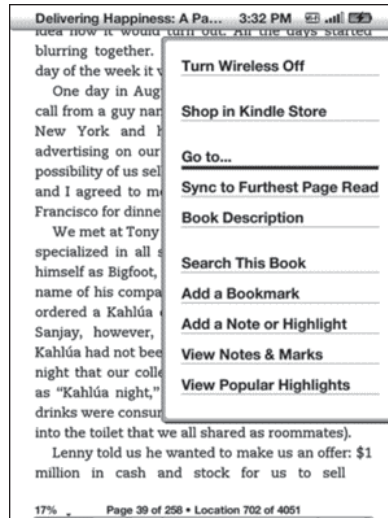 Delivering Happiness: A Pa... 3:32 PM
idea how it would turn out. All the days started
blurring together.
day of the week it
One day in Aug
call from a guy nar
New York and
advertising on our
possibility of us sel
and I agreed to m
Francisco for dinne
We met at Tony
specialized in all
himself as Bigfoot,
name of his compa
ordered a Kahlúa
Sanjay, however,
Kahlúa had not bee
night that our colle
as “Kahlúa night,”
drinks were consur
into the toilet that we all shared as roommates).
Lenny told us he wanted to make us an offer: $1
million in cash and stock for us to sell
Turn Wireless Off
Shop in Kindle Store
Go to...
Sync to Furthest Page Read
Book Description
Search This Book
Add a Bookmark
Add a Note or Highlight
View Notes & Marks
View Popular Highlights
17% Page 39 of 258 • Location 702 of 4051